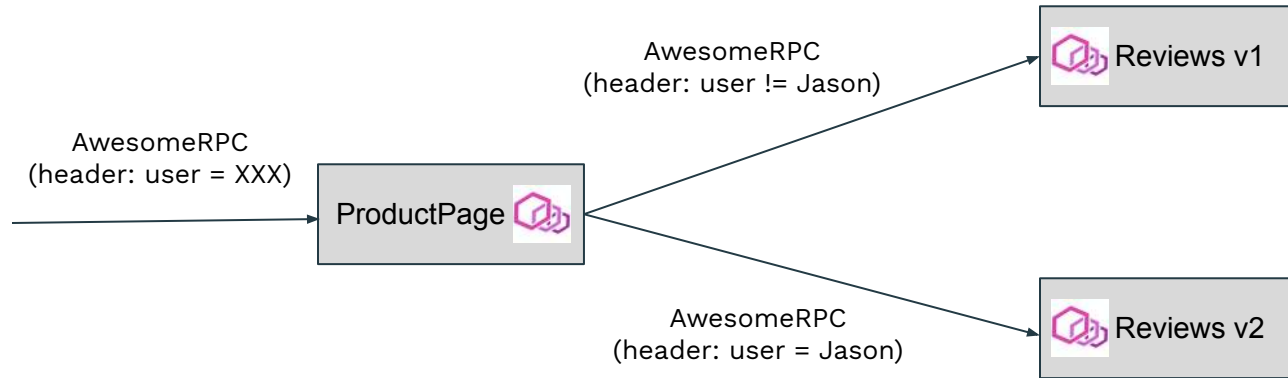 AwesomeRPC
(header: user != Jason)
Reviews v1
AwesomeRPC
(header: user = XXX)
ProductPage
AwesomeRPC
(header: user = Jason)
Reviews v2